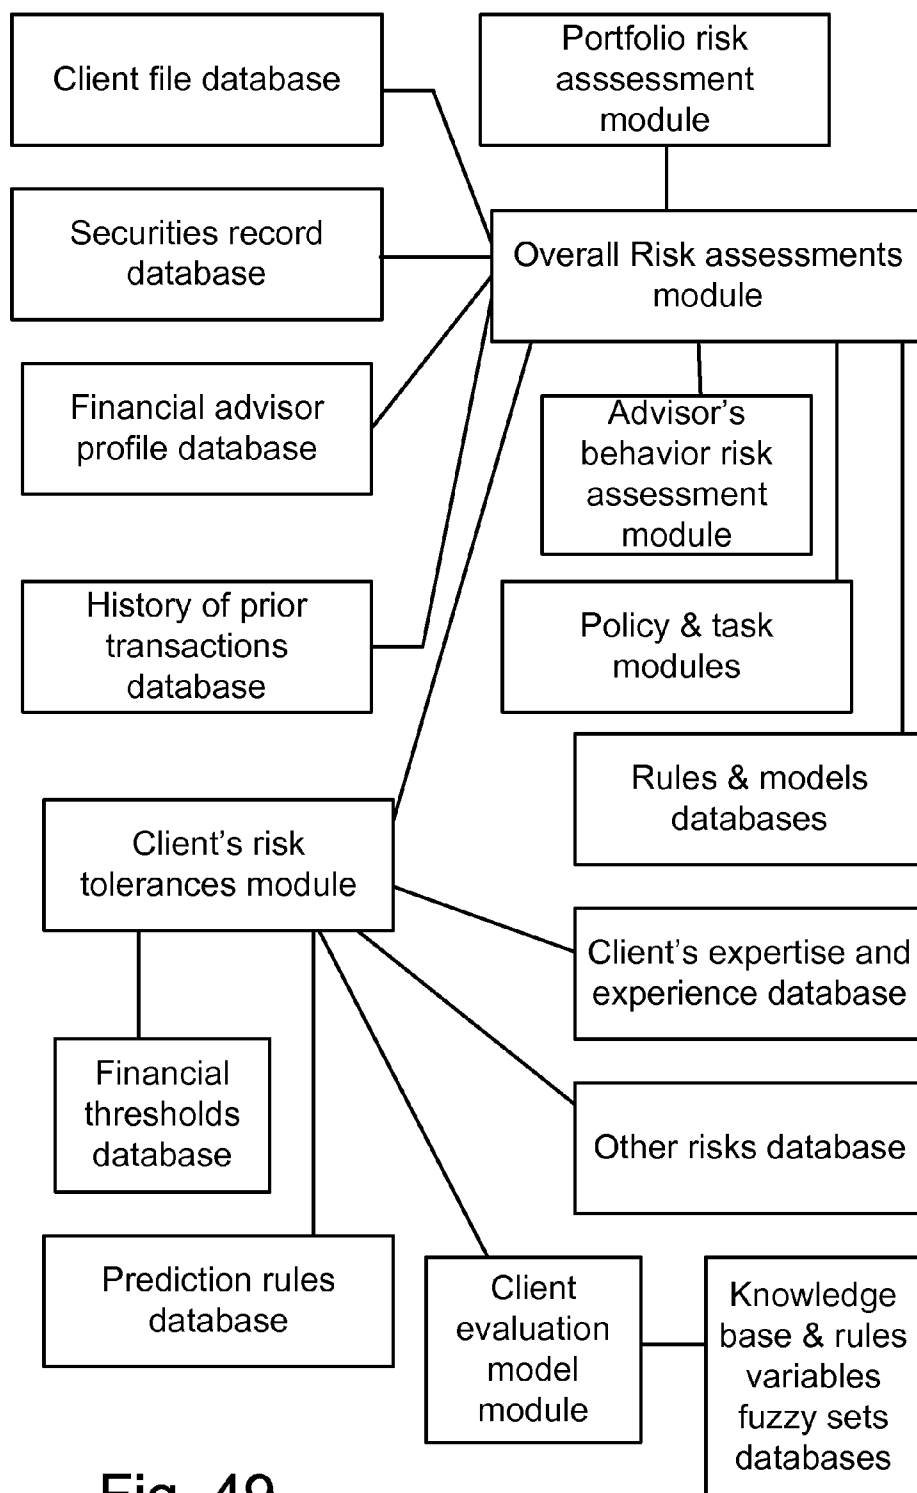 Client file database
Portfolio risk
asssessment
module
Securities record
database
Overall Risk assessments
module
Financial advisor
profile database
Advisor’s
behavior risk
assessment
module
History of prior
transactions
database
Policy & task
modules
Rules & models
databases
Client’s risk
tolerances module
Client’s expertise and
experience database
Financial
thresholds
database
Other risks database
Prediction rules
database
Client
evaluation
model
module
Knowledge
base & rules
variables
fuzzy sets
databases
Fig. 49